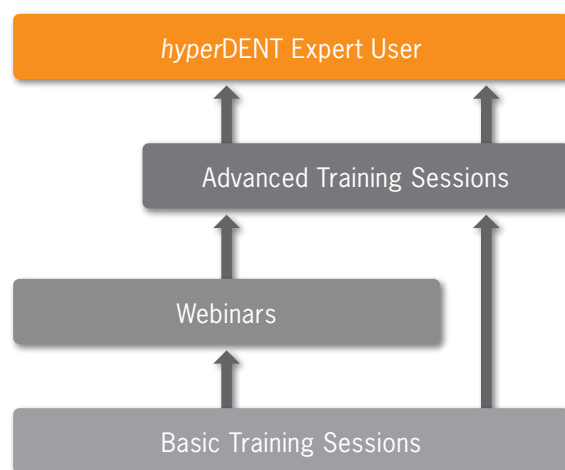 hyperDENT Expert User
Advanced Training Sessions
Webinars
Basic Training Sessions